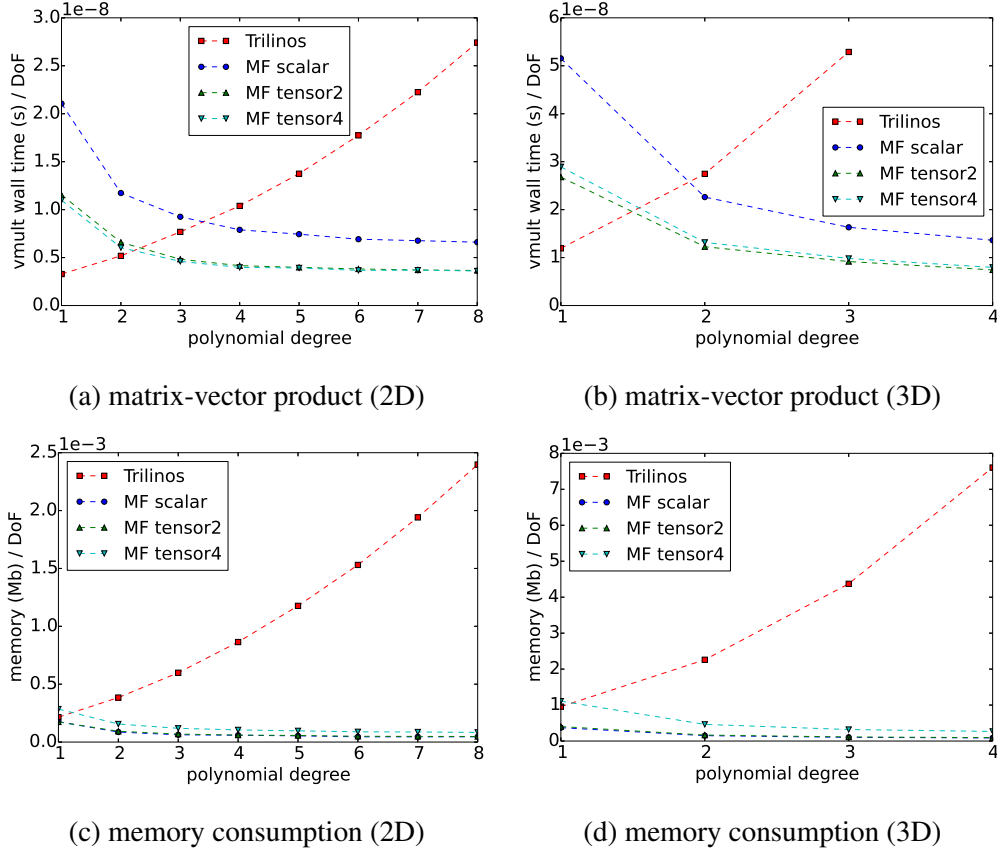 1e−8
3.0
2.5
2.0
1.5
1.0
0.5
0.0
vmult wall time (s) / DoF
Trilinos
MF scalar
MF tensor2
MF tensor4
1 2 3 4 5 6 7 8
polynomial degree
(a) matrix-vector product (2D)
1e−8
6
5
4
3
2
1
0
vmult wall time (s) / DoF
Trilinos
MF scalar
MF tensor2
MF tensor4
1 2 3 4
polynomial degree
(b) matrix-vector product (3D)
1e−3
2.5
2.0
1.5
1.0
0.5
0.0
memory (Mb) / DoF
Trilinos
MF scalar
MF tensor2
MF tensor4
1 2 3 4 5 6 7 8
polynomial degree
(c) memory consumption (2D)
1e−3
8
7
6
5
4
3
2
1
0
memory (Mb) / DoF
Trilinos
MF scalar
MF tensor2
MF tensor4
1 2 3 4
polynomial degree
(d) memory consumption (3D)